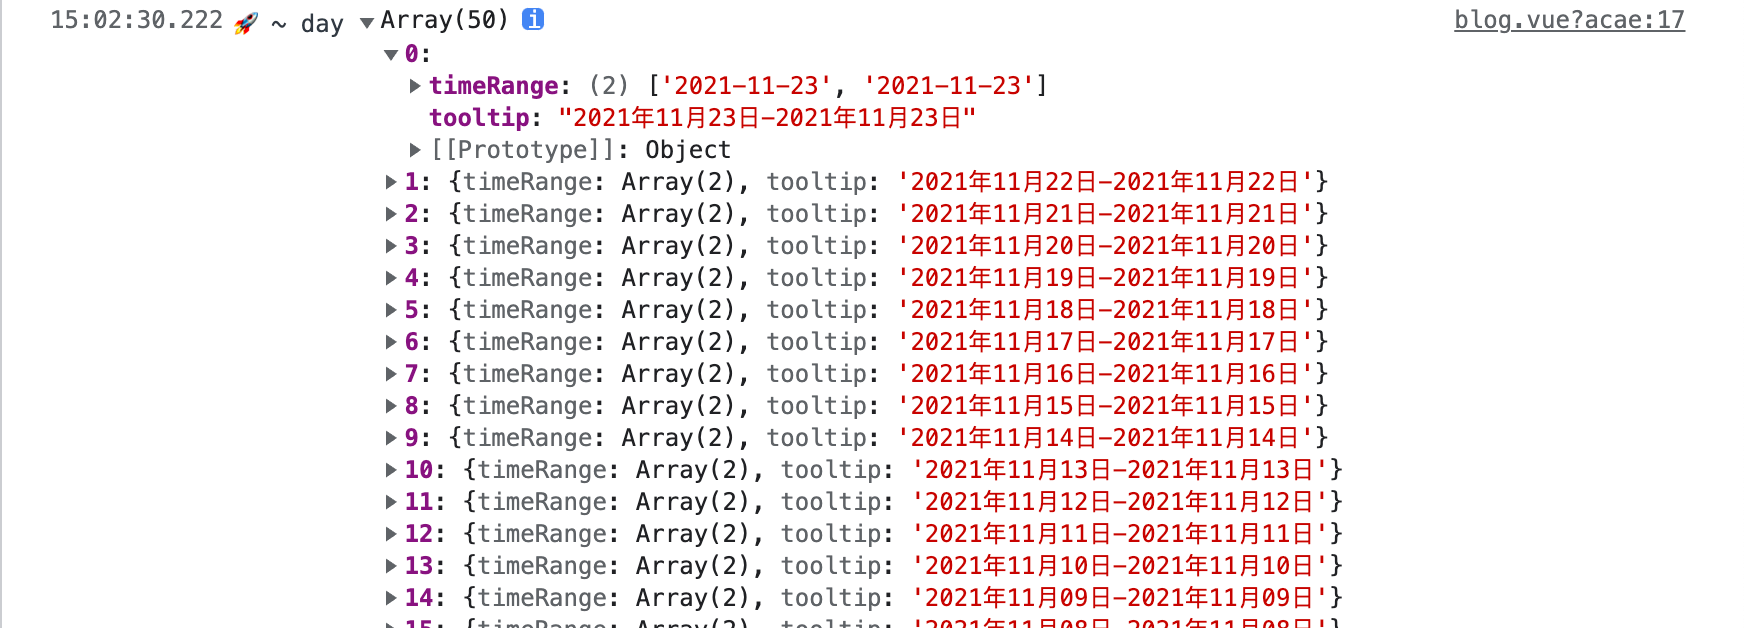 15:02:30.222 🚀 ~ day ▼Array(50) i blog.vue?acae:17
▼0:
▶timeRange: (2) ['2021-11-23', '2021-11-23']
tooltip: "2021年11月23日-2021年11月23日"
▶[[Prototype]]: Object
▶1: {timeRange: Array(2), tooltip: '2021年11月22日-2021年11月22日'}
▶2: {timeRange: Array(2), tooltip: '2021年11月21日-2021年11月21日'}
▶3: {timeRange: Array(2), tooltip: '2021年11月20日-2021年11月20日'}
▶4: {timeRange: Array(2), tooltip: '2021年11月19日-2021年11月19日'}
▶5: {timeRange: Array(2), tooltip: '2021年11月18日-2021年11月18日'}
▶6: {timeRange: Array(2), tooltip: '2021年11月17日-2021年11月17日'}
▶7: {timeRange: Array(2), tooltip: '2021年11月16日-2021年11月16日'}
▶8: {timeRange: Array(2), tooltip: '2021年11月15日-2021年11月15日'}
▶9: {timeRange: Array(2), tooltip: '2021年11月14日-2021年11月14日'}
▶10: {timeRange: Array(2), tooltip: '2021年11月13日-2021年11月13日'}
▶11: {timeRange: Array(2), tooltip: '2021年11月12日-2021年11月12日'}
▶12: {timeRange: Array(2), tooltip: '2021年11月11日-2021年11月11日'}
▶13: {timeRange: Array(2), tooltip: '2021年11月10日-2021年11月10日'}
▶14: {timeRange: Array(2), tooltip: '2021年11月09日-2021年11月09日'}
▶15: {timeRange: Array(2), tooltip: '2021年11月08日-2021年11月08日'}